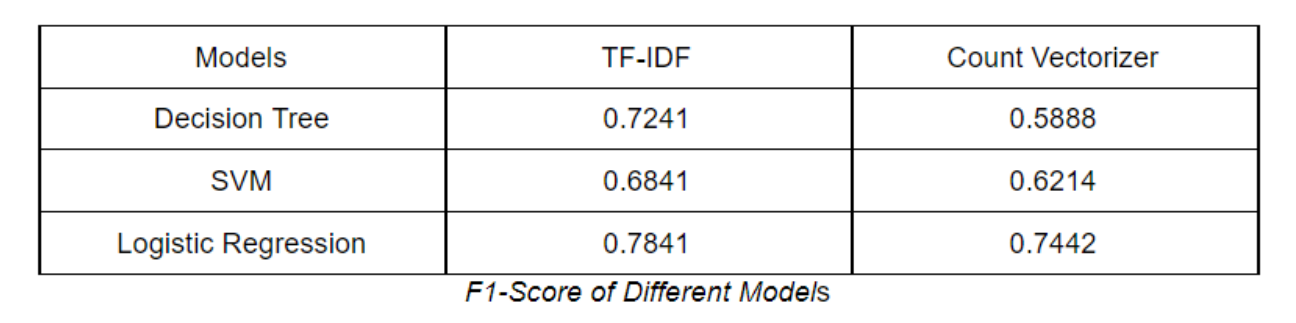 Models TF-IDF Count Vectorizer
Decision Tree 0.7241 0.5888
SVM 0.6841 0.6214
Logistic Regression 0.7841 0.7442
F1-Score of Different Models